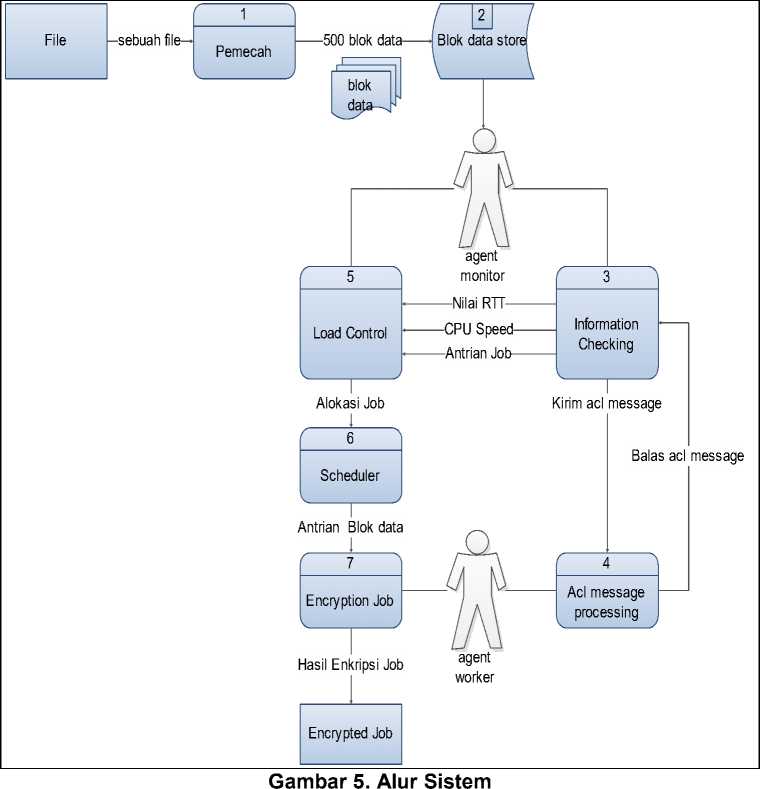 File
sebuah file
1
Pemecah
500 blok data
blok
data
2
Blok data store
agent
monitor
5
Load Control
Nilai RTT
CPU Speed
Antrian Job
3
Information
Checking
Alokasi Job
Kirim acl message
6
Scheduler
Balas acl message
Antrian Blok data
7
Encryption Job
agent
worker
4
Acl message
processing
Hasil Enkripsi Job
Encrypted Job
Gambar 5. Alur Sistem